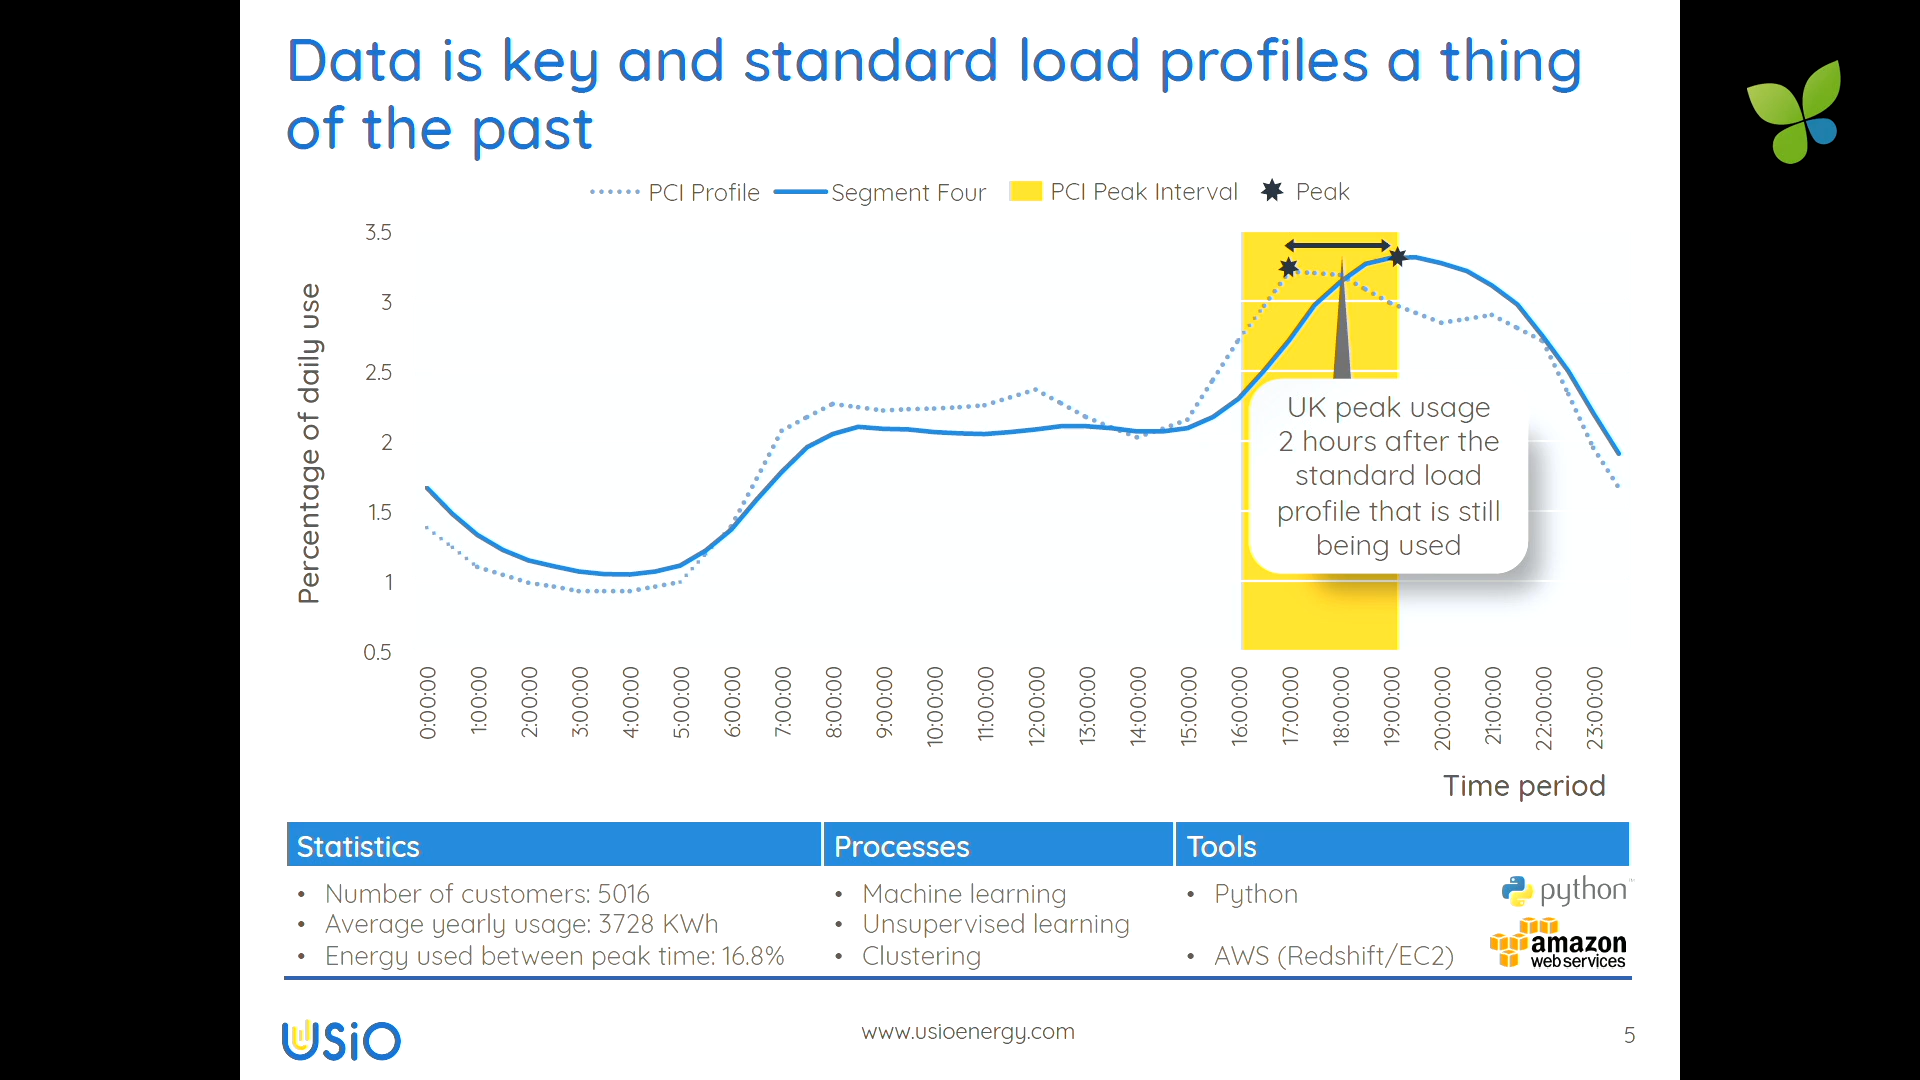 Data is key and standard load profiles a thing
of the past
PCI Profile
Segment Four
PCI Peak Interval
Peak
3.5
3
2.5
2
1.5
1
0.5
Percentage of daily use
UK peak usage
2 hours after the
standard load
profile that is still
being used
0:00:00
1:00:00
2:00:00
3:00:00
4:00:00
5:00:00
6:00:00
7:00:00
8:00:00
9:00:00
10:00:00
11:00:00
12:00:00
13:00:00
14:00:00
15:00:00
16:00:00
17:00:00
18:00:00
19:00:00
20:00:00
21:00:00
22:00:00
23:00:00
Time period
Statistics
• Number of customers: 5016
• Average yearly usage: 3728 KWh
• Energy used between peak time: 16.8%
Processes
• Machine learning
• Unsupervised learning
• Clustering
Tools
• Python
• AWS (Redshift/EC2)
python
amazon
webservices
USiO
www.usioenergy.com
5